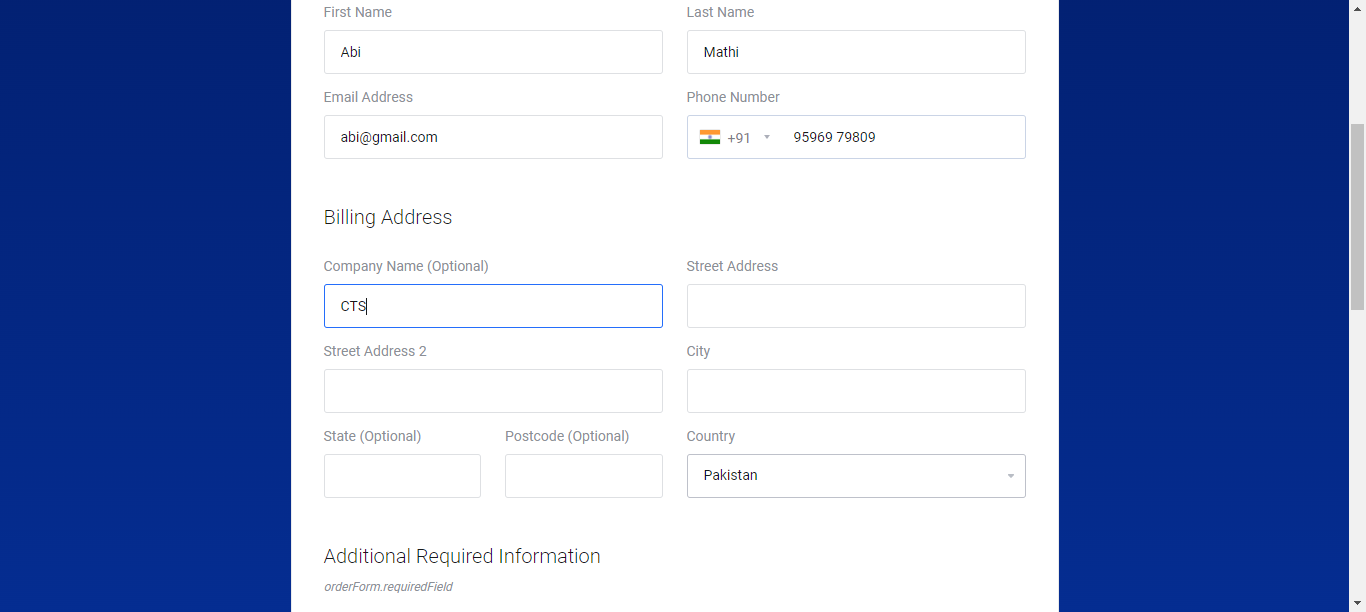 First Name Last Name
Abi Mathi
Email Address Phone Number
abi@gmail.com +91 95969 79809
Billing Address
Company Name (Optional) Street Address
CTS
Street Address 2 City
State (Optional) Postcode (Optional) Country
Pakistan
Additional Required Information
orderForm.requiredField